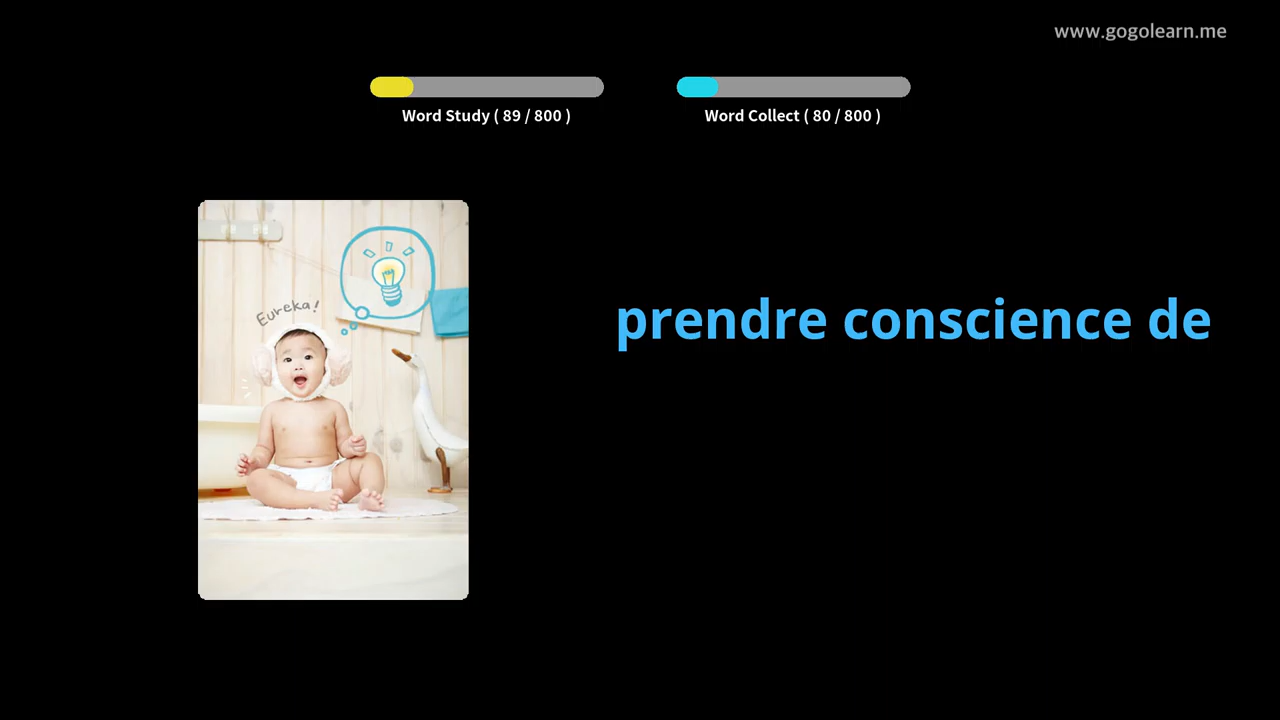 www.gogolearn.me
Word Study ( 89 / 800 )
Word Collect ( 80 / 800 )
Eureka!
prendre conscience de